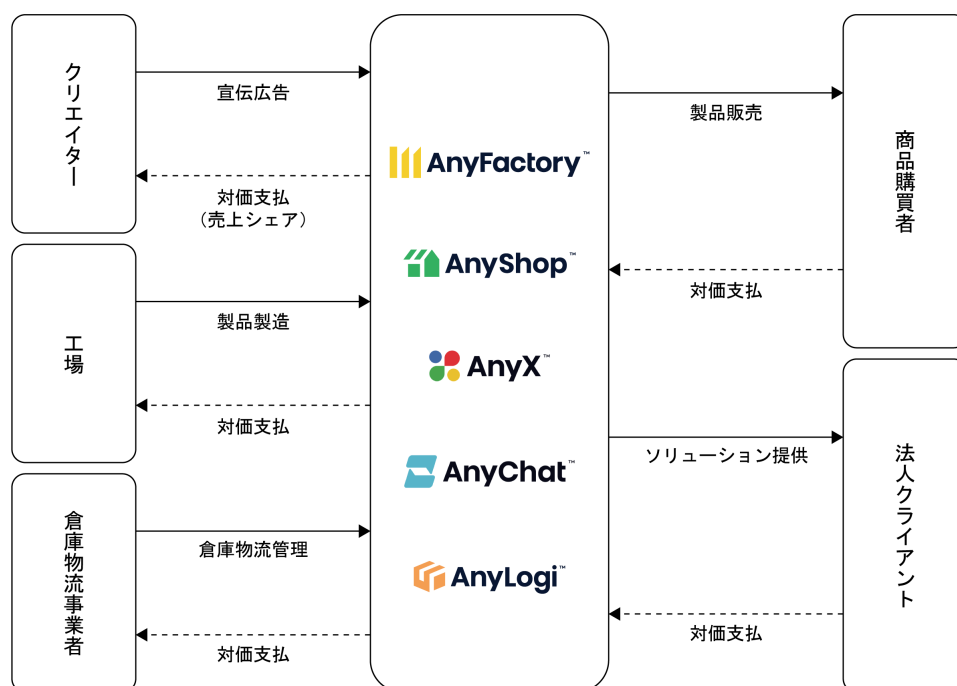 クリエイター
宣伝広告
対価支払
（売上シェア）
工場
製品製造
対価支払
倉庫物流事業者
倉庫物流管理
対価支払
AnyFactory™
AnyShop™
AnyX™
AnyChat™
AnyLogi™
製品販売
対価支払
商品購買者
ソリューション提供
対価支払
法人クライアント